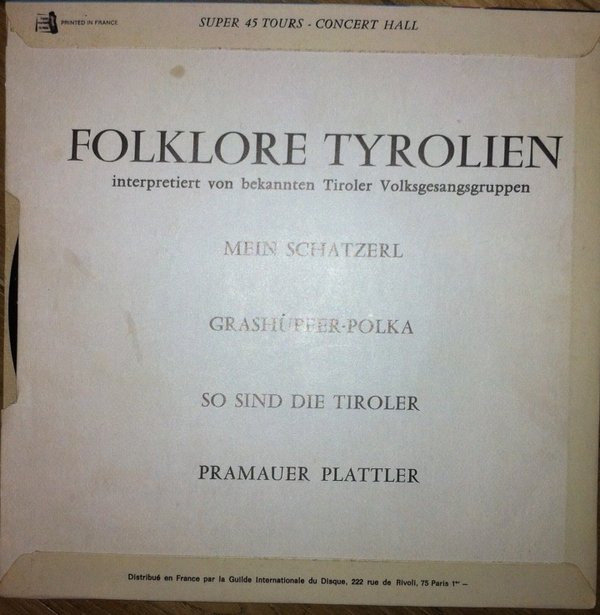 PRINTED IN FRANCE
SUPER 45 TOURS - CONCERT HALL
FOLKLORE TYROLIEN
interpretiert von bekannten Tiroler Volksgesangsgruppen
MEIN SCHATZERL
GRASHÜPFER-POLKA
SO SIND DIE TIROLER
PRAMAUER PLATTLER
Distribué en France par la Guilde Internationale du Disque, 222 rue de Rivoli, 75 Paris 1er —